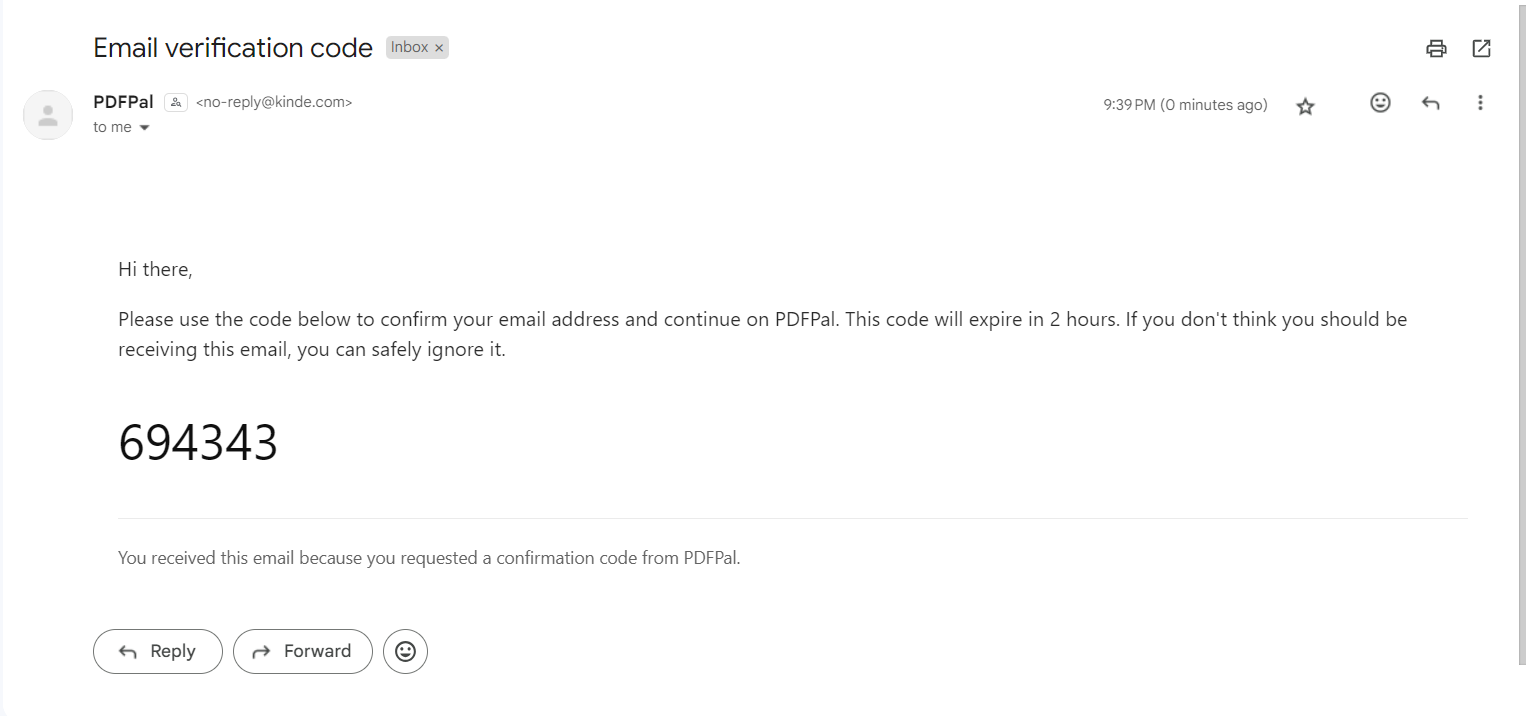 Email verification code Inbox ×
PDFPal <no-reply@kinde.com> 9:39 PM (0 minutes ago)
to me
Hi there,
Please use the code below to confirm your email address and continue on PDFPal. This code will expire in 2 hours. If you don't think you should be
receiving this email, you can safely ignore it.
694343
You received this email because you requested a confirmation code from PDFPal.
Reply Forward